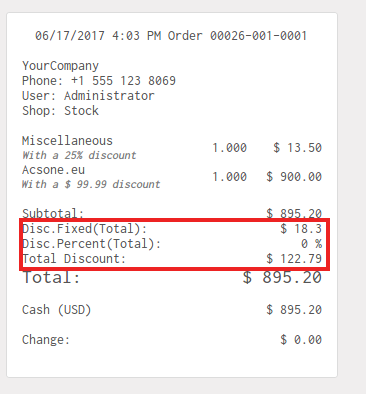 06/17/2017 4:03 PM Order 00026-001-0001
YourCompany
Phone: +1 555 123 8069
User: Administrator
Shop: Stock
Miscellaneous 1.000 $ 13.50
With a 25% discount
Acsone.eu 1.000 $ 900.00
With a $ 99.99 discount
Subtotal: $ 895.20
Disc.Fixed(Total): $ 18.3
Disc.Percent(Total): 0 %
Total Discount: $ 122.79
Total: $ 895.20
Cash (USD) $ 895.20
Change: $ 0.00